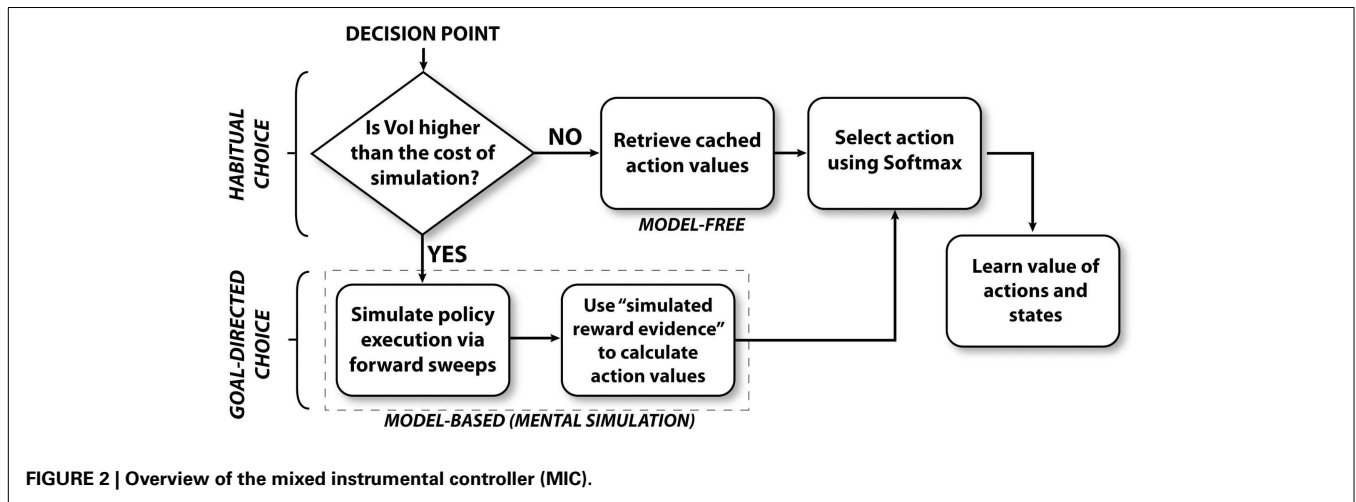 DECISION POINT
HABITUAL
CHOICE
Is VoI higher
than the cost of
simulation?
NO
Retrieve cached
action values
MODEL-FREE
Select action
using Softmax
Learn value of
actions and
states
YES
GOAL-DIRECTED
CHOICE
Simulate policy
execution via
forward sweeps
Use “simulated
reward evidence”
to calculate
action values
MODEL-BASED (MENTAL SIMULATION)
FIGURE 2 | Overview of the mixed instrumental controller (MIC).